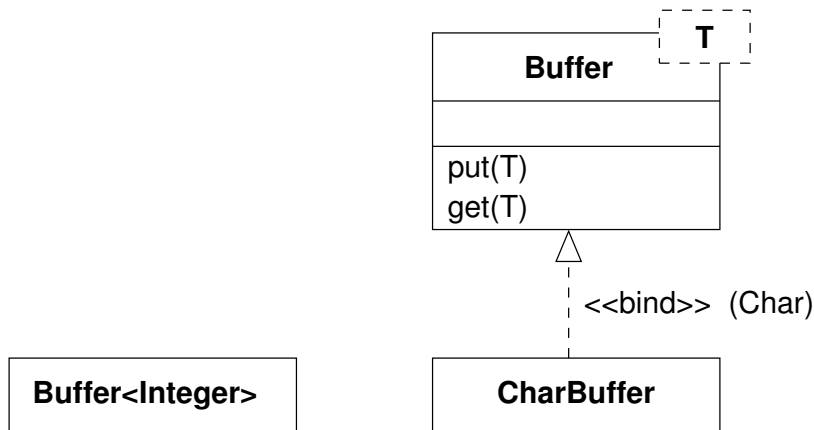 T
Buffer
put(T)
get(T)
<<bind>> (Char)
Buffer<Integer>
CharBuffer